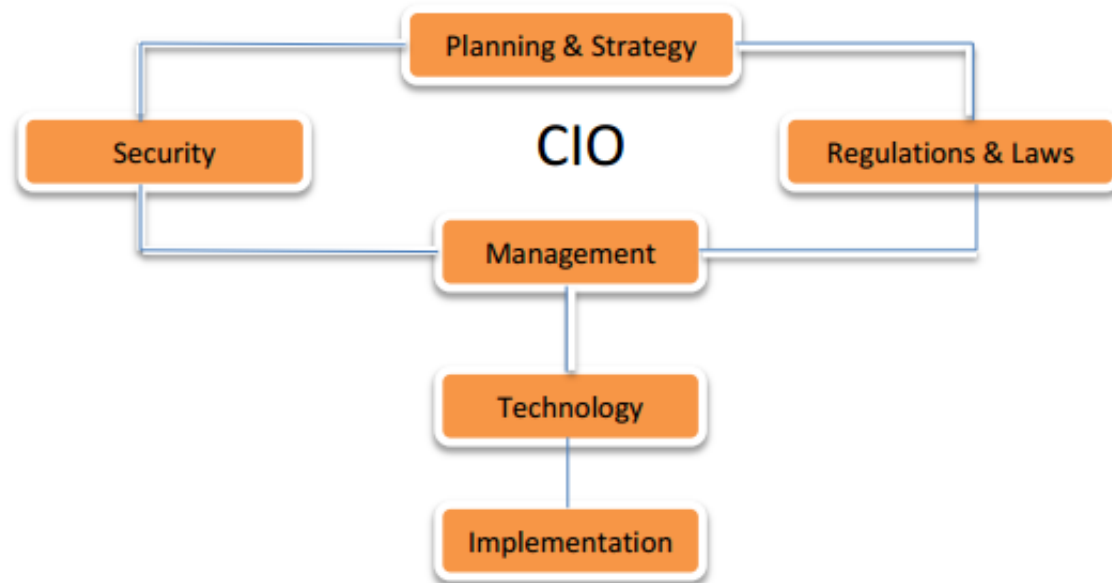 Planning & Strategy
Security
CIO
Regulations & Laws
Management
Technology
Implementation